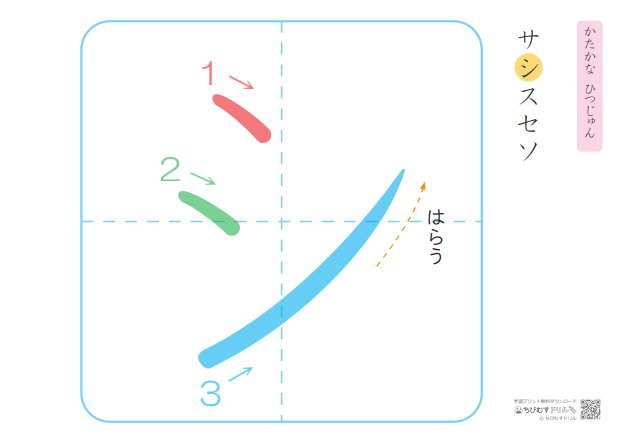 かたかな ひつじゅん
サシスセソ
1
2
3
シ
はらう
学習プリント無料ダウンロード
ちびむすドリル
© ちびむすドリル